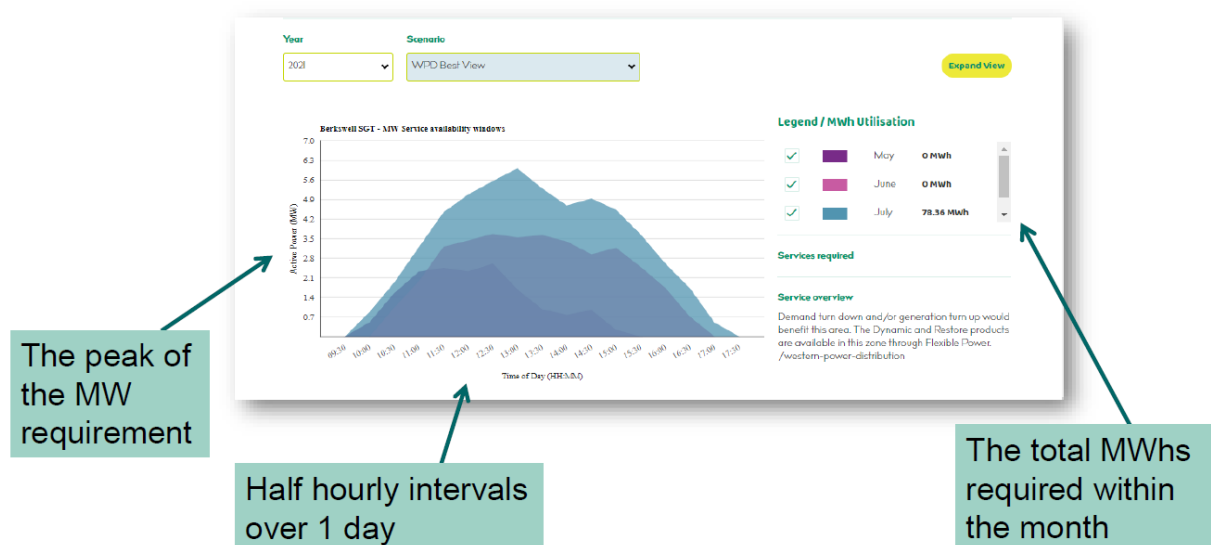 Year
Scenario
2021
WPD Best View
Expand View
Berkswell SGT - MW Service availability windows
7.0
6.3
5.6
4.9
4.2
3.5
2.8
2.1
1.4
0.7
Active Power (MW)
09:30
10:00
10:30
11:00
11:30
12:00
12:30
13:00
13:30
14:00
14:30
15:00
15:30
16:00
16:30
17:00
17:30
Time of Day (HH:MM)
Legend / MWh Utilisation
May 0 MWh
June 0 MWh
July 78.36 MWh
Services required
Service overview
Demand turn down and/or generation turn up would
benefit this area. The Dynamic and Restore products
are available in this zone through Flexible Power.
/western-power-distribution
The peak of
the MW
requirement
Half hourly intervals
over 1 day
The total MWhs
required within
the month